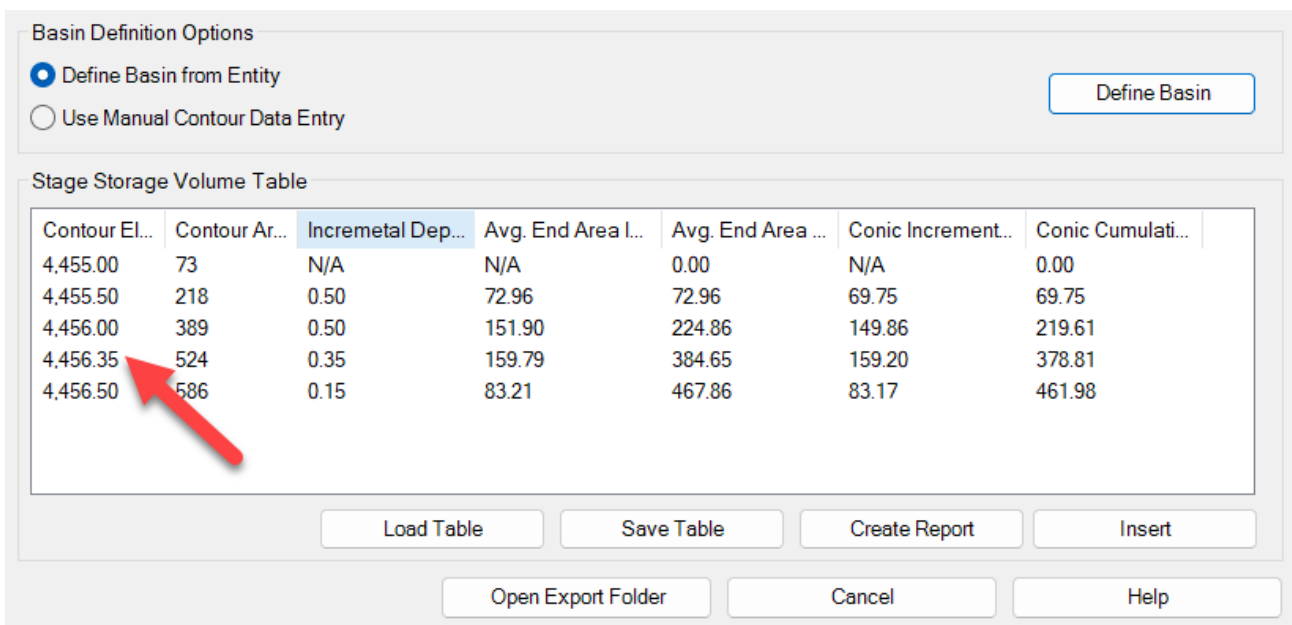 Basin Definition Options
Define Basin from Entity
Define Basin
Use Manual Contour Data Entry
Stage Storage Volume Table
Contour El... Contour Ar... Incremetal Dep... Avg. End Area I... Avg. End Area ... Conic Increment... Conic Cumulati...
4,455.00 73 N/A N/A 0.00 N/A 0.00
4,455.50 218 0.50 72.96 72.96 69.75 69.75
4,456.00 389 0.50 151.90 224.86 149.86 219.61
4,456.35 524 0.35 159.79 384.65 159.20 378.81
4,456.50 586 0.15 83.21 467.86 83.17 461.98
Load Table Save Table Create Report Insert
Open Export Folder Cancel Help